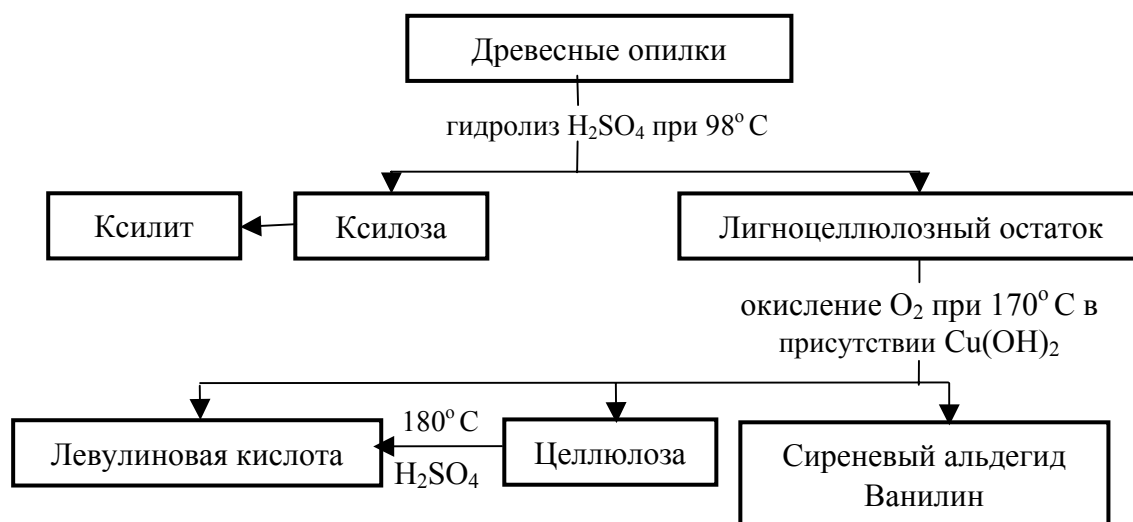 Древесные опилки
гидролиз H₂SO₄ при 98° C
Ксилит
Ксилоза
Лигноцеллюлозный остаток
окисление O₂ при 170° C в
присутствии Cu(OH)₂
Левулиновая кислота
180° C
H₂SO₄
Целлюлоза
Сиреневый альдегид
Ванилин